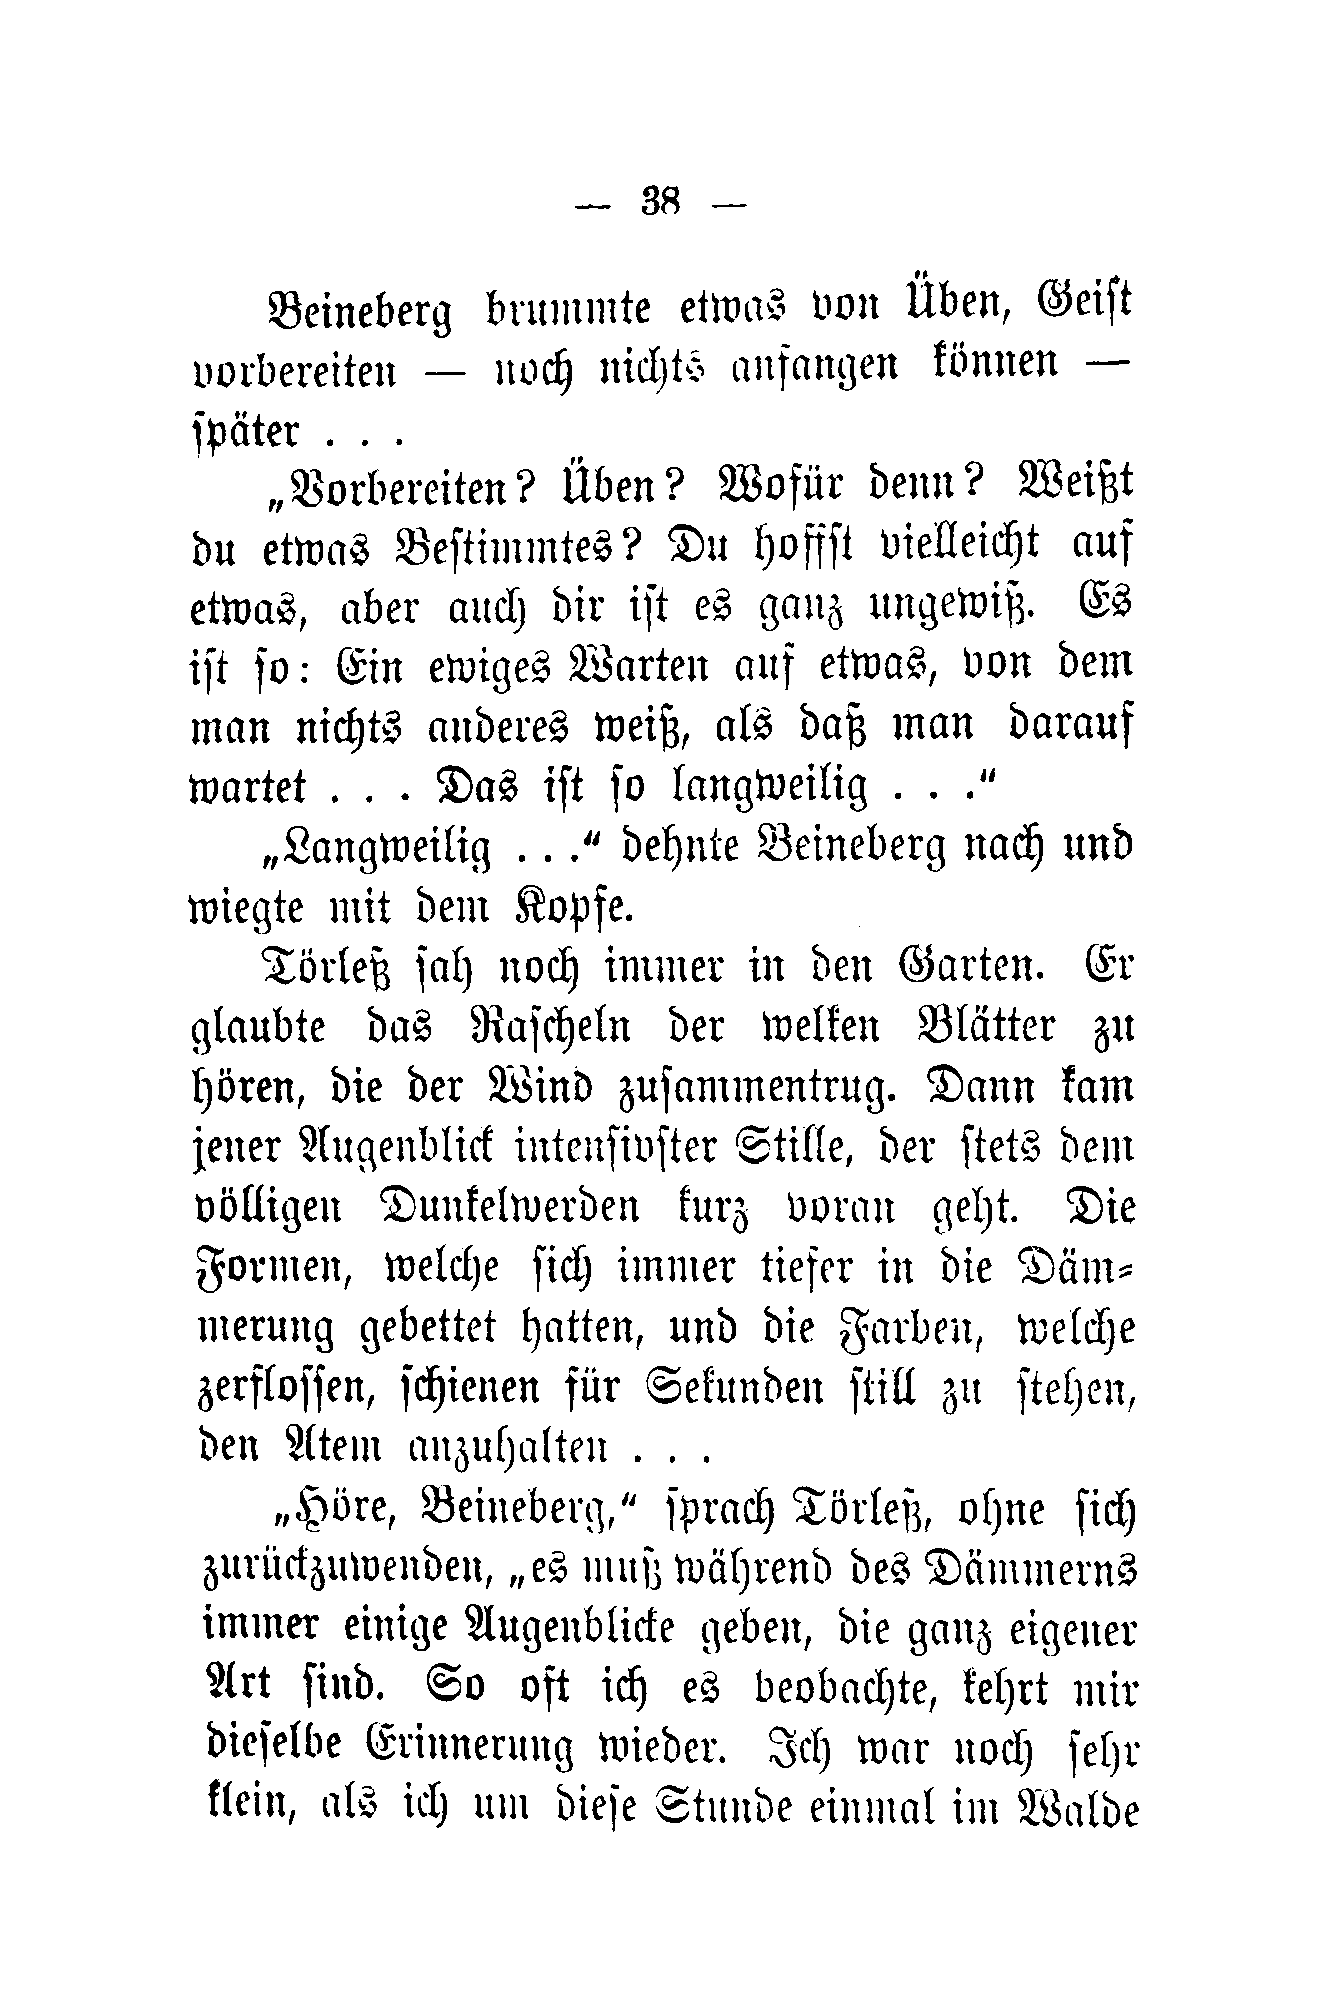 — 38 —
Beineberg brummte etwas von Üben, Geiſt
vorbereiten — noch nichts anfangen können —
ſpäter . . .
„Vorbereiten? Üben? Wofür denn? Weißt
du etwas Beſtimmtes? Du hoffſt vielleicht auf
etwas, aber auch dir iſt es ganz ungewiß. Es
iſt ſo: Ein ewiges Warten auf etwas, von dem
man nichts anderes weiß, als daß man darauf
wartet . . . Das iſt ſo langweilig . . .“
„Langweilig . . .“ dehnte Beineberg nach und
wiegte mit dem Kopfe.
Törleß ſah noch immer in den Garten. Er
glaubte das Raſcheln der welken Blätter zu
hören, die der Wind zuſammentrug. Dann kam
jener Augenblick intenſivſter Stille, der ſtets dem
völligen Dunkelwerden kurz voran geht. Die
Formen, welche ſich immer tiefer in die Däm⸗
merung gebettet hatten, und die Farben, welche
zerfloſſen, ſchienen für Sekunden ſtill zu ſtehen,
den Atem anzuhalten . . .
„Höre, Beineberg,“ ſprach Törleß, ohne ſich
zurückzuwenden, „es muß während des Dämmerns
immer einige Augenblicke geben, die ganz eigener
Art ſind. So oft ich es beobachte, kehrt mir
dieſelbe Erinnerung wieder. Ich war noch ſehr
klein, als ich um dieſe Stunde einmal im Walde